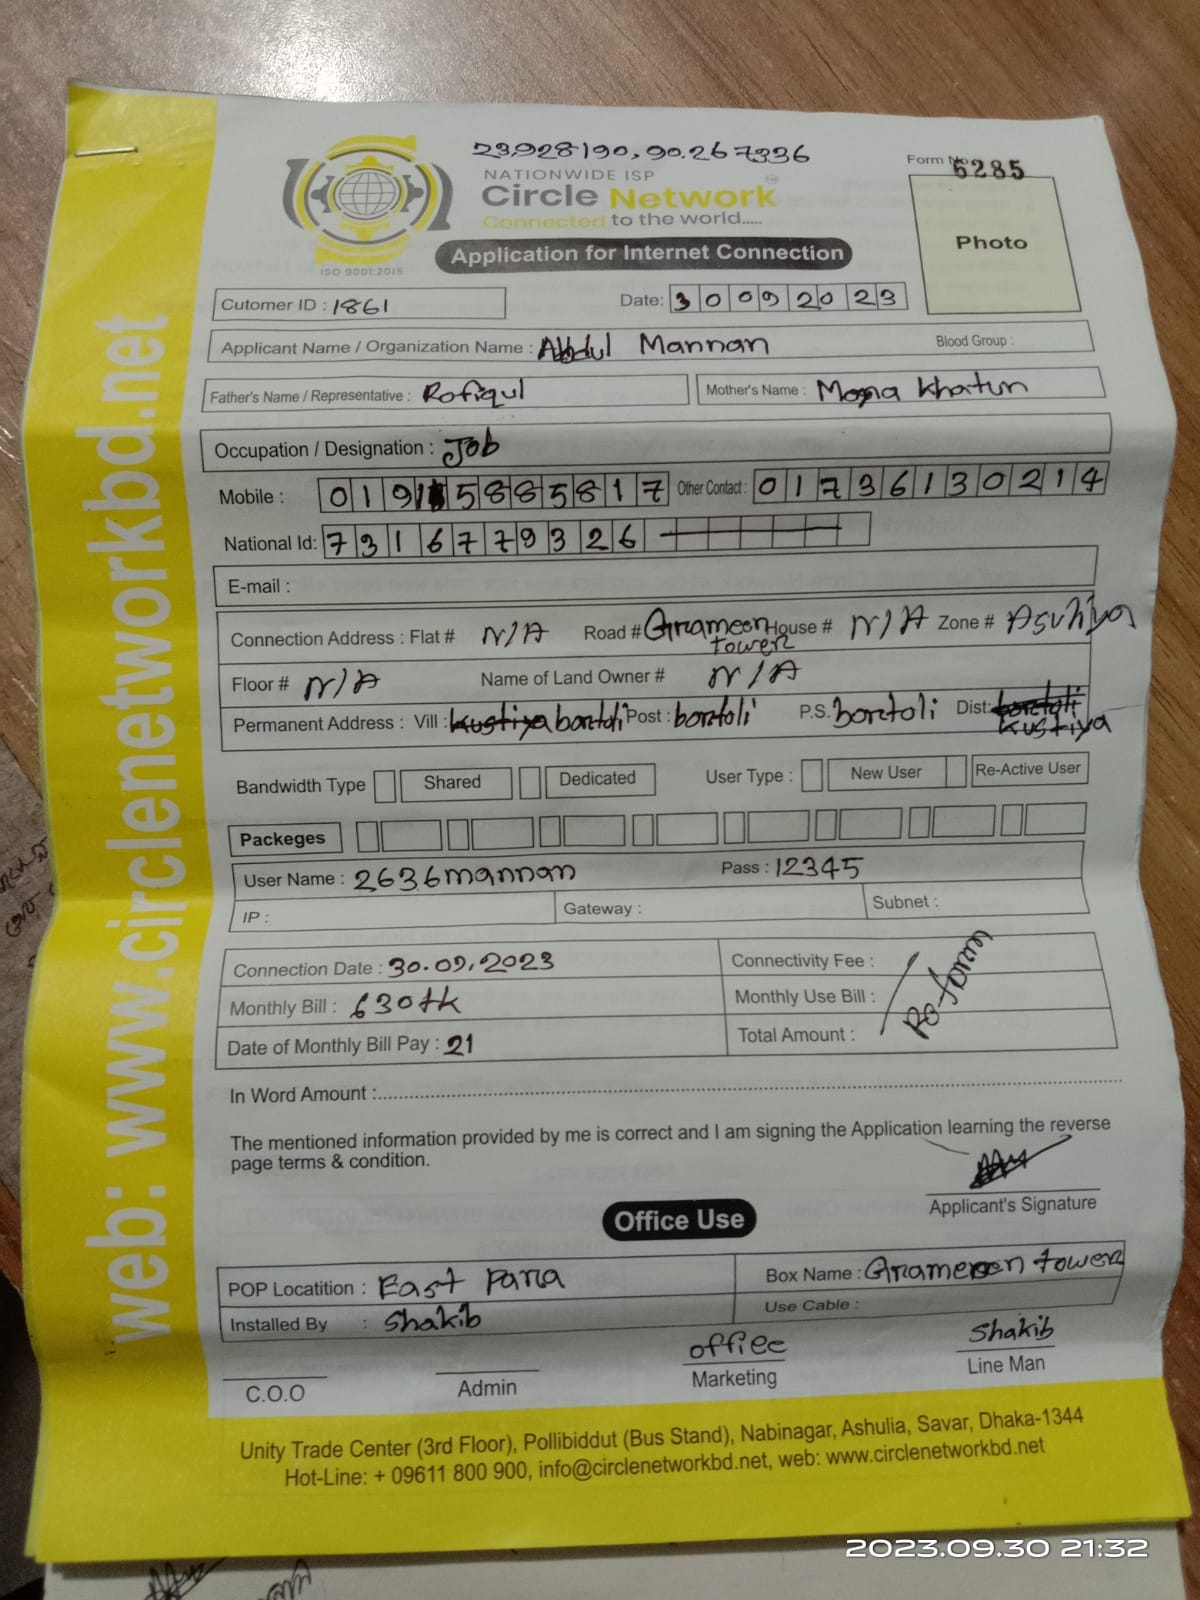 23.928190, 90.267336
NATIONWIDE ISP
Circle Network™
Connected to the world.....
ISO 9001:2015
Form No 6285
Photo
Application for Internet Connection
Cutomer ID : 1861
Date: 30 09 2023
Applicant Name / Organization Name : Abdul Mannan Blood Group :
Father's Name / Representative : Rofiqul Mother's Name : Mogna Khatun
Occupation / Designation : Job
Mobile : 01915885817 Other Contact : 01736130214
National Id: 7316779326
E-mail :
Connection Address : Flat # N/A Road # Grameen tower House # N/A Zone # Asuhiya
Floor # N/A Name of Land Owner # N/A
Permanent Address : Vill : kustiya bortoli Post : bortoli P.S. bortoli Dist: bortoli kustiya
Bandwidth Type Shared Dedicated User Type : New User Re-Active User
Packeges
User Name : 2636mannan Pass : 12345
IP : Gateway : Subnet :
Connection Date : 30.09.2023 Connectivity Fee :
Monthly Bill : 630tk Monthly Use Bill :
Date of Monthly Bill Pay : 21 Total Amount :
Re-form
In Word Amount :
The mentioned information provided by me is correct and I am signing the Application learning the reverse
page terms & condition.
Applicant's Signature
Office Use
POP Locatition : East para Box Name : Grameeen tower
Installed By : Shakib Use Cable :
C.O.O
Admin
office
Marketing
Shakib
Line Man
Unity Trade Center (3rd Floor), Pollibiddut (Bus Stand), Nabinagar, Ashulia, Savar, Dhaka-1344
Hot-Line: + 09611 800 900, info@circlenetworkbd.net, web: www.circlenetworkbd.net
web: www.circlenetworkbd.net
2023.09.30 21:32